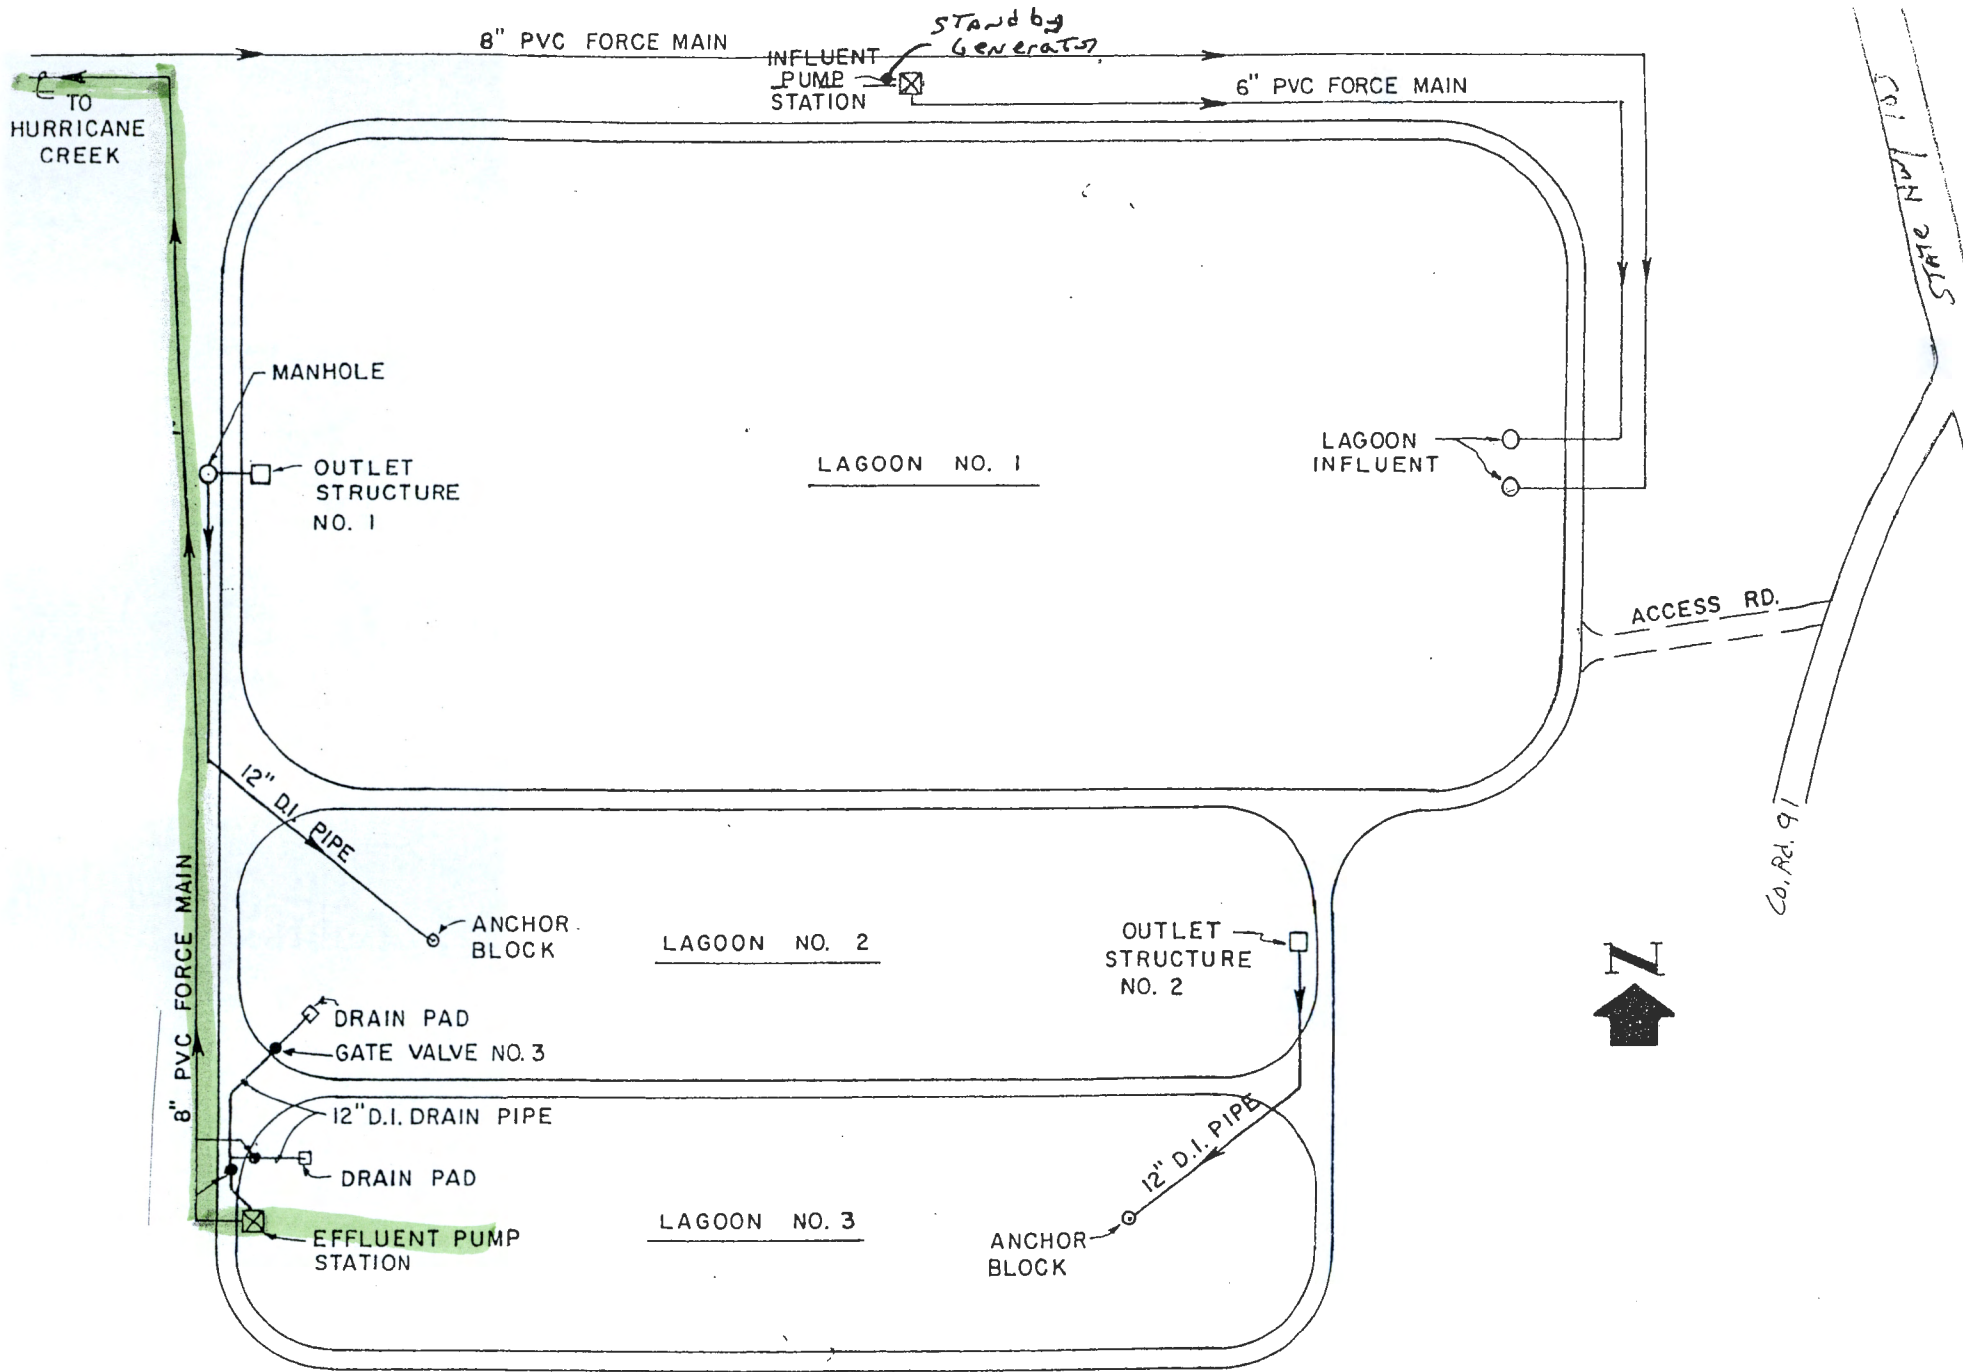 Standby
Generator
8" PVC FORCE MAIN
INFLUENT
PUMP
STATION
6" PVC FORCE MAIN
TO
HURRICANE
CREEK
State Hwy 101
MANHOLE
OUTLET
STRUCTURE
NO. 1
LAGOON NO. 1
LAGOON
INFLUENT
ACCESS RD.
12" D.I. PIPE
Co. Rd. 91
8" PVC FORCE MAIN
ANCHOR
BLOCK
LAGOON NO. 2
OUTLET
STRUCTURE
NO. 2
N
DRAIN PAD
GATE VALVE NO. 3
12" D.I. DRAIN PIPE
DRAIN PAD
12" D.I. PIPE
EFFLUENT PUMP
STATION
LAGOON NO. 3
ANCHOR
BLOCK